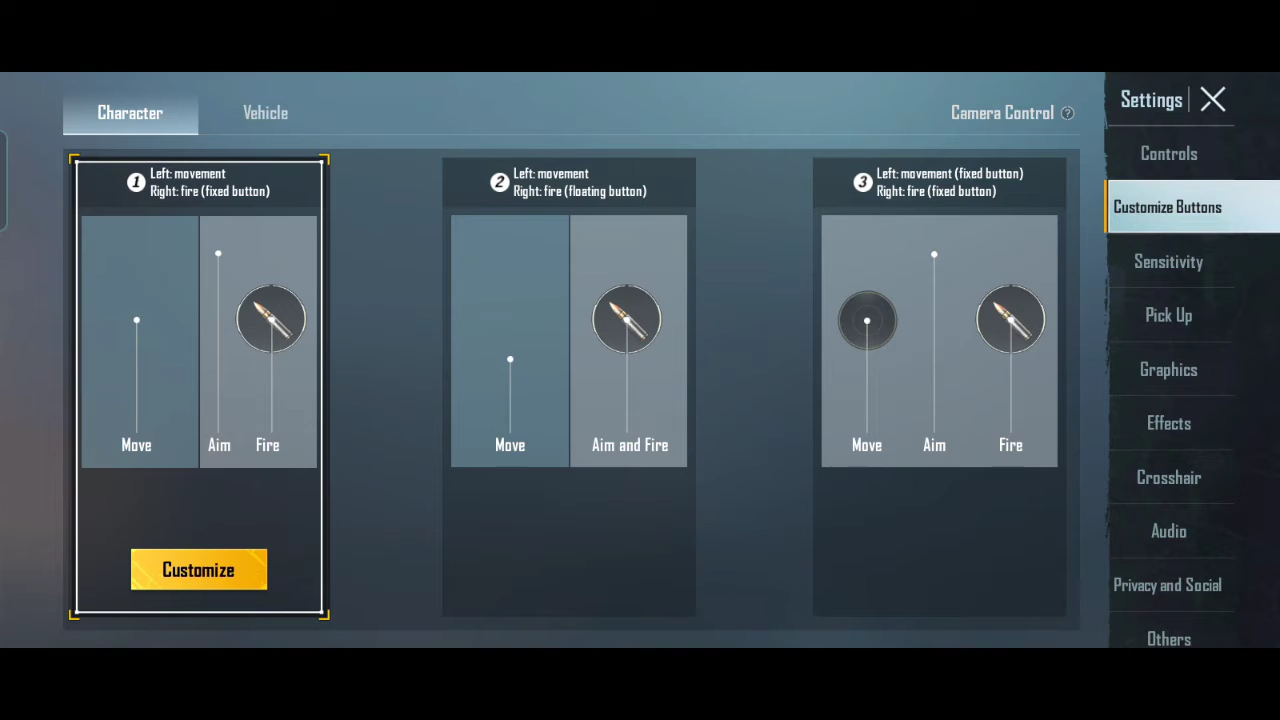 Character
Vehicle
Camera Control ?
Settings
1 Left: movement
Right: fire (fixed button)
Move
Aim
Fire
Customize
2 Left: movement
Right: fire (floating button)
Move
Aim and Fire
3 Left: movement (fixed button)
Right: fire (fixed button)
Move
Aim
Fire
Controls
Customize Buttons
Sensitivity
Pick Up
Graphics
Effects
Crosshair
Audio
Privacy and Social
Others